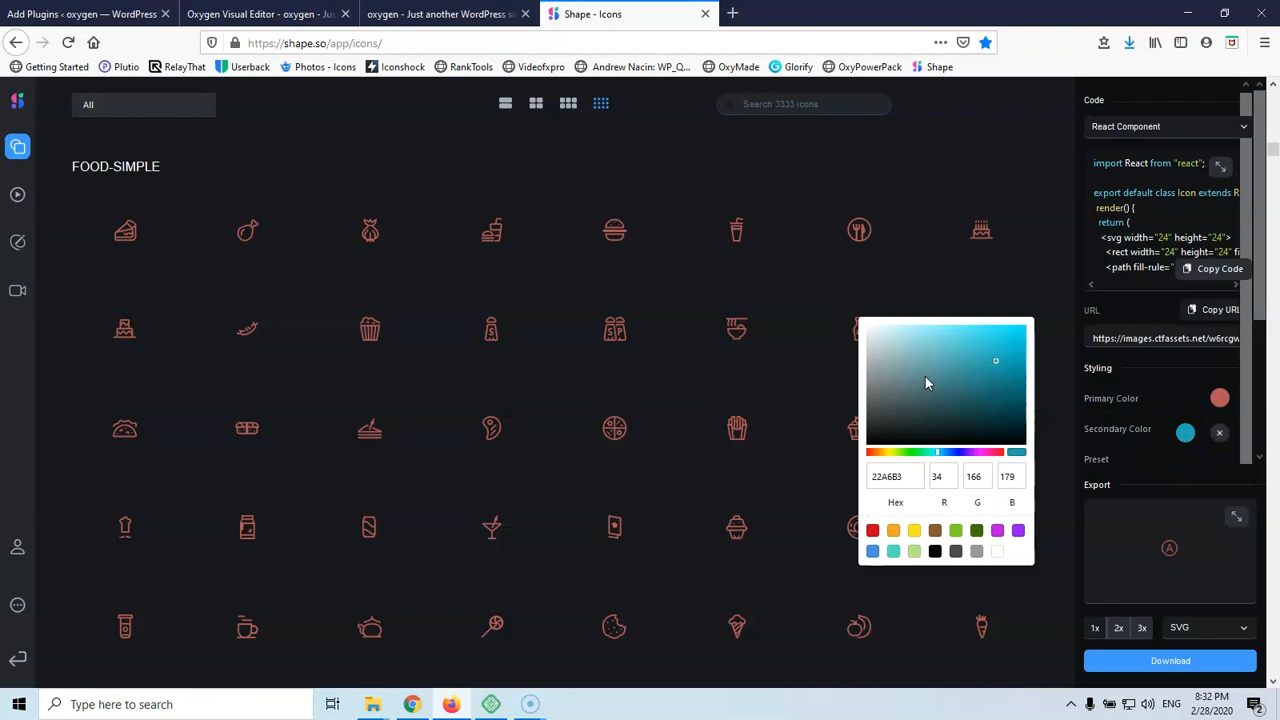 Add Plugins ‹ oxygen — WordPress
Oxygen Visual Editor - oxygen - Ju
oxygen - Just another WordPress si
Shape - Icons
https://shape.so/app/icons/
Getting Started
Plutio
RelayThat
Userback
Photos - Icons
Iconshock
RankTools
Videofxpro
Andrew Nacin: WP_Q...
OxyMade
Glorify
OxyPowerPack
Shape
All
Search 3333 icons
FOOD-SIMPLE
S
S P
22A6B3
34
166
179
Hex
R
G
B
Code
React Component
import React from "react";
export default class Icon extends R
render() {
return (
<svg width="24" height="24">
<rect width="24" height="24" fi
<path fill-rule="
Copy Code
URL
Copy URL
https://images.ctfassets.net/w6rcgw
Styling
Primary Color
Secondary Color
Preset
Export
A
1x
2x
3x
SVG
Download
Type here to search
ENG
8:32 PM
2/28/2020
2